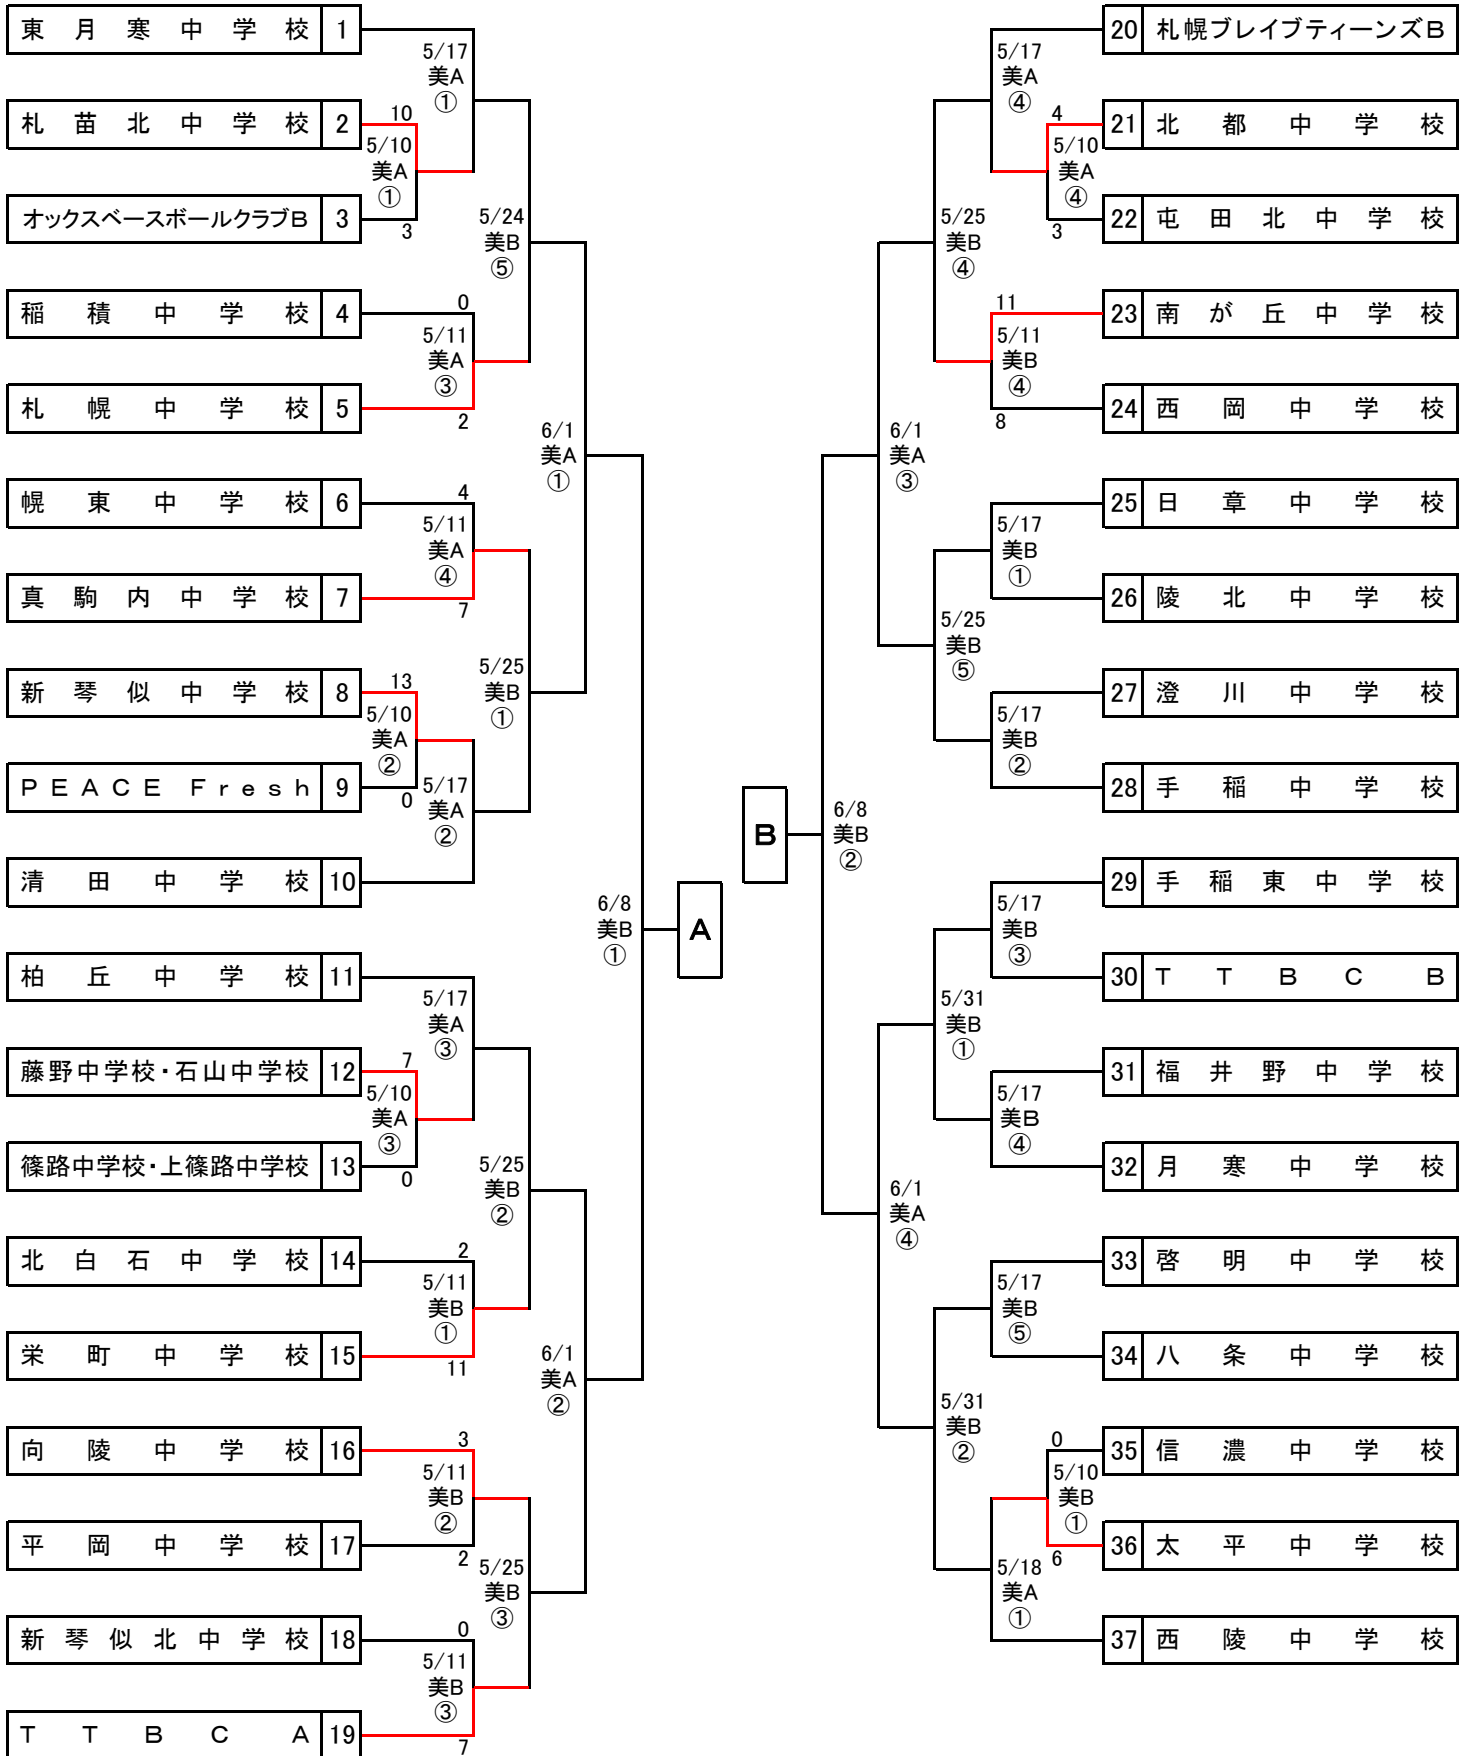 東月寒中学校 1
5/17
美A
①
札苗北中学校 2
10
5/10
美A
①
オックスベースボールクラブB 3
3
5/24
美B
⑤
稲積中学校 4
0
5/11
美A
③
札幌中学校 5
2
6/1
美A
①
幌東中学校 6
4
5/11
美A
④
真駒内中学校 7
7
5/25
美B
①
新琴似中学校 8
13
5/10
美A
②
PEACE Fresh 9
0
5/17
美A
②
清田中学校 10
6/8
美B
①
A
柏丘中学校 11
5/17
美A
③
藤野中学校・石山中学校 12
7
5/10
美A
③
篠路中学校・上篠路中学校 13
0
5/25
美B
②
北白石中学校 14
2
5/11
美B
①
栄町中学校 15
11
6/1
美A
②
向陵中学校 16
3
5/11
美B
②
平岡中学校 17
2
5/25
美B
③
新琴似北中学校 18
0
5/11
美B
③
TTBC A 19
7
20 札幌ブレイブティーンズB
5/17
美A
④
21 北都中学校
4
5/10
美A
④
22 屯田北中学校
3
5/25
美B
④
23 南が丘中学校
11
5/11
美B
④
24 西岡中学校
8
6/1
美A
③
25 日章中学校
5/17
美B
①
26 陵北中学校
5/25
美B
⑤
27 澄川中学校
5/17
美B
②
28 手稲中学校
B
6/8
美B
②
29 手稲東中学校
5/17
美B
③
30 TTBC B
5/31
美B
①
31 福井野中学校
5/17
美B
④
32 月寒中学校
6/1
美A
④
33 啓明中学校
5/17
美B
⑤
34 八条中学校
5/31
美B
②
35 信濃中学校
0
5/10
美B
①
36 太平中学校
6
5/18
美A
①
37 西陵中学校